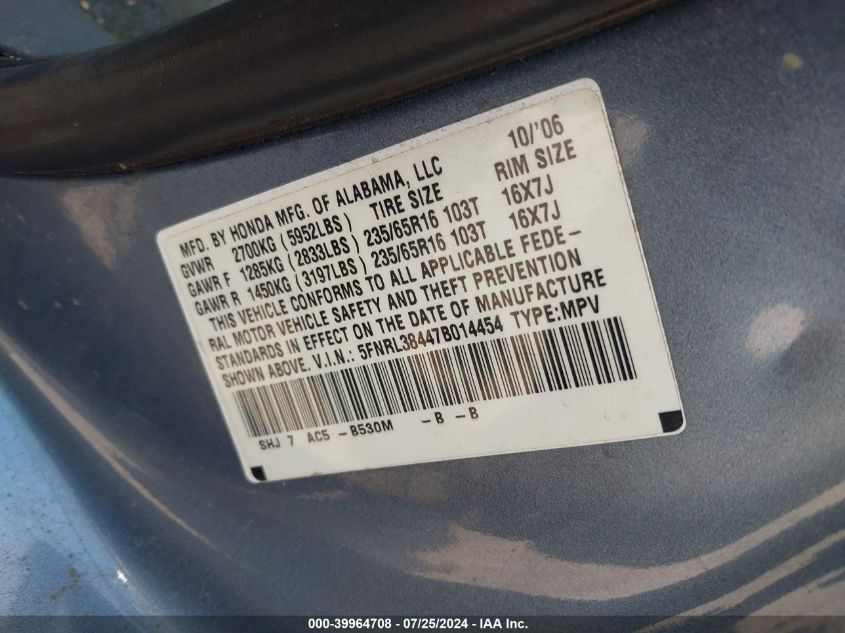 MFD. BY HONDA MFG. OF ALABAMA, LLC 10/'06
GVWR 2700KG (5952LBS) TIRE SIZE RIM SIZE
GAWR F 1285KG (2833LBS) 235/65R16 103T 16X7J
GAWR R 1450KG (3197LBS) 235/65R16 103T 16X7J
THIS VEHICLE CONFORMS TO ALL APPLICABLE FEDE-
RAL MOTOR VEHICLE SAFETY AND THEFT PREVENTION
STANDARDS IN EFFECT ON THE DATE OF MANUFACTURE
SHOWN ABOVE. V.I.N.: 5FNRL38447B014454 TYPE:MPV
SHJ 7 AC5 -B530M -B -B
000-39964708 - 07/25/2024 - IAA Inc.